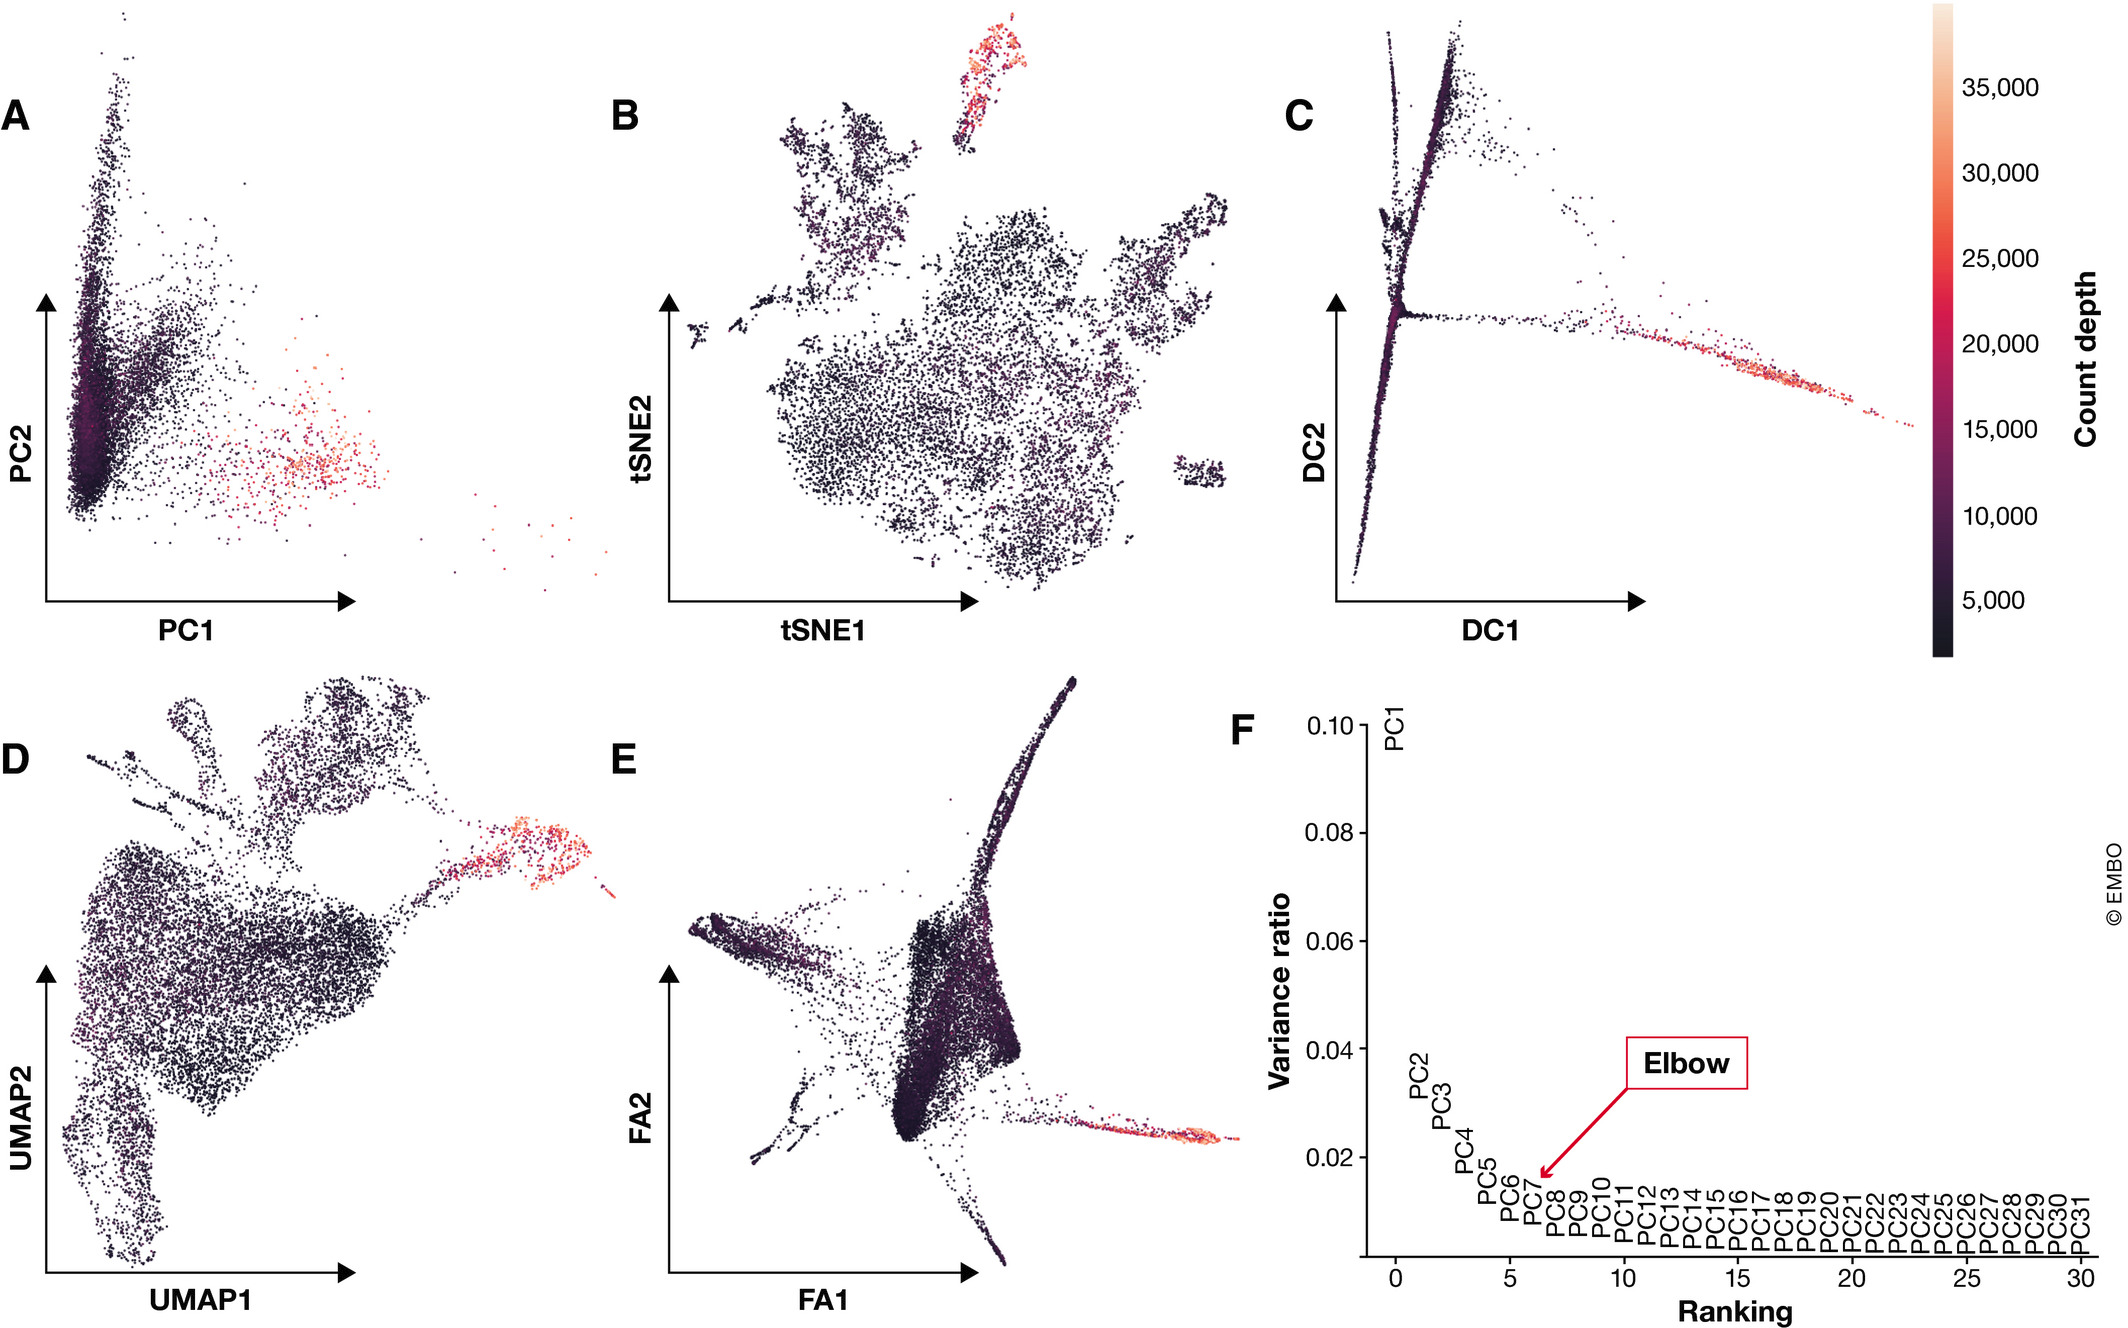 A
PC2
PC1
B
tSNE2
tSNE1
C
DC2
DC1
35,000
30,000
25,000
20,000
15,000
10,000
5,000
Count depth
D
UMAP2
UMAP1
E
FA2
FA1
F
Variance ratio
0.10
0.08
0.06
0.04
0.02
PC1
PC2
PC3
PC4
PC5
PC6
PC7
PC8
PC9
PC10
PC11
PC12
PC13
PC14
PC15
PC16
PC17
PC18
PC19
PC20
PC21
PC22
PC23
PC24
PC25
PC26
PC27
PC28
PC29
PC30
PC31
Elbow
0 5 10 15 20 25 30
Ranking
© EMBO